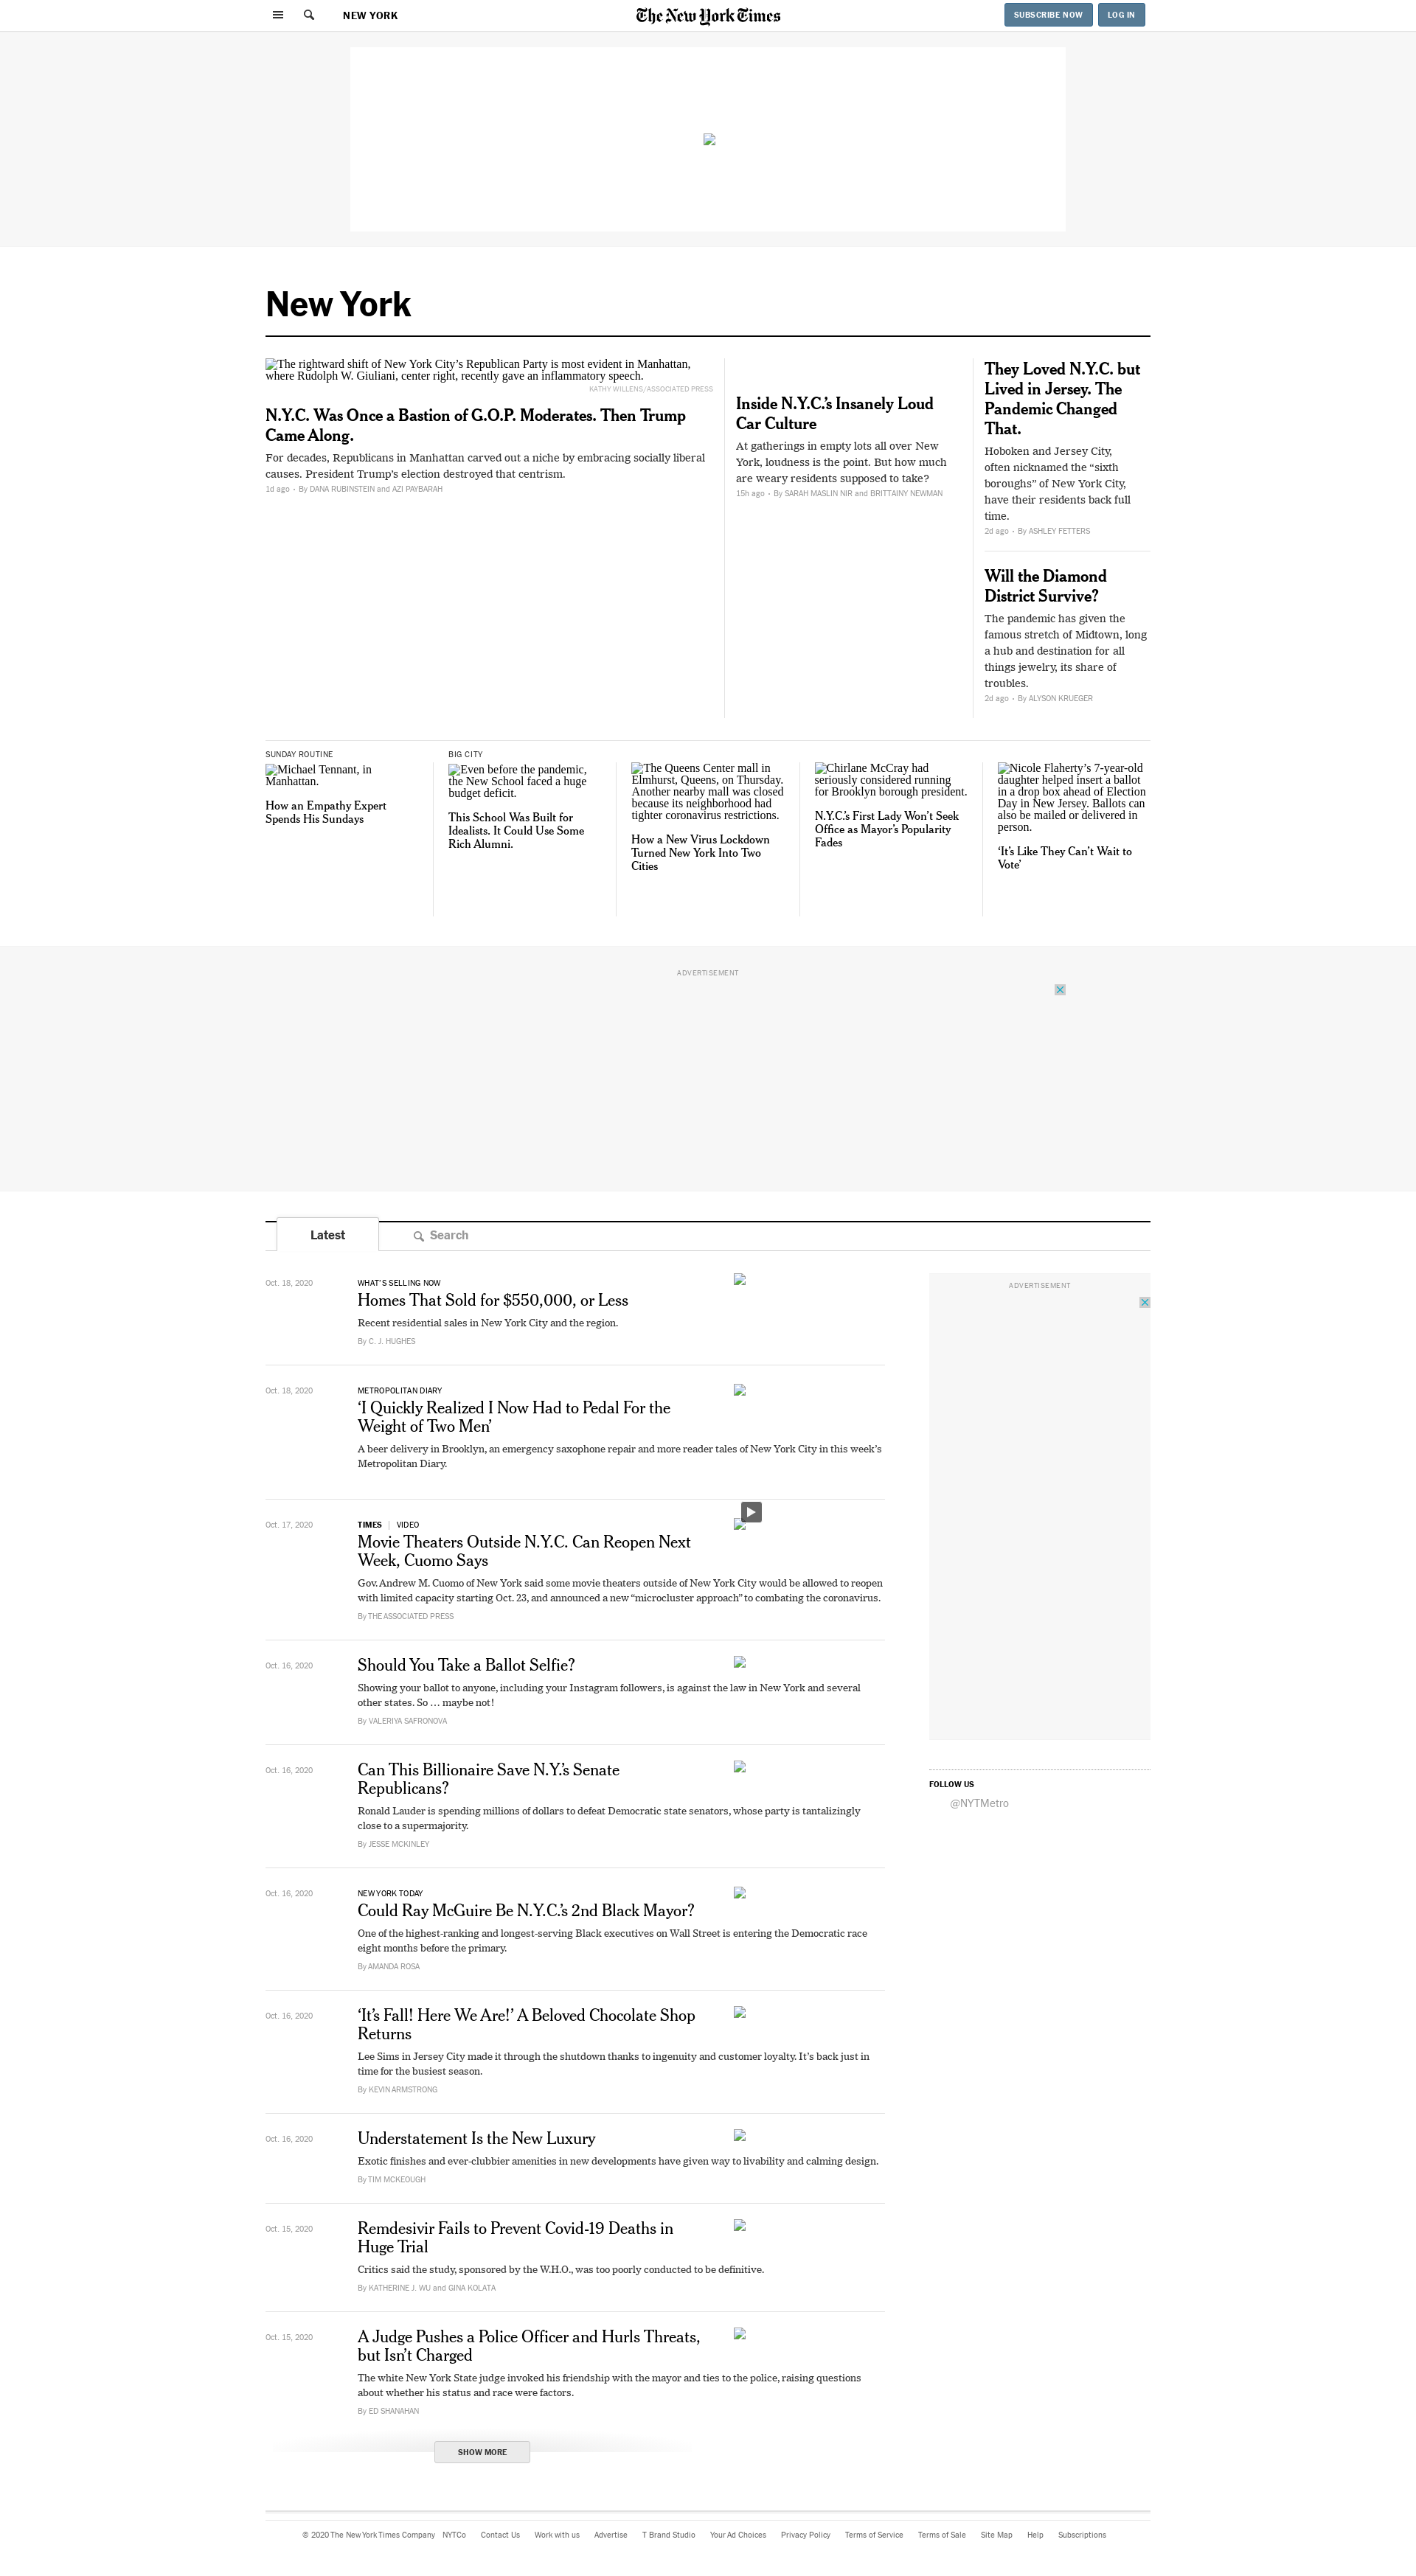 NEW YORK
The New York Times
SUBSCRIBE NOW
LOG IN
New York
The rightward shift of New York City’s Republican Party is most evident in Manhattan,
where Rudolph W. Giuliani, center right, recently gave an inflammatory speech.
KATHY WILLENS/ASSOCIATED PRESS
N.Y.C. Was Once a Bastion of G.O.P. Moderates. Then Trump
Came Along.
For decades, Republicans in Manhattan carved out a niche by embracing socially liberal
causes. President Trump’s election destroyed that centrism.
1d ago • By DANA RUBINSTEIN and AZI PAYBARAH
Inside N.Y.C.’s Insanely Loud
Car Culture
At gatherings in empty lots all over New
York, loudness is the point. But how much
are weary residents supposed to take?
15h ago • By SARAH MASLIN NIR and BRITTAINY NEWMAN
They Loved N.Y.C. but
Lived in Jersey. The
Pandemic Changed
That.
Hoboken and Jersey City,
often nicknamed the “sixth
boroughs” of New York City,
have their residents back full
time.
2d ago • By ASHLEY FETTERS
Will the Diamond
District Survive?
The pandemic has given the
famous stretch of Midtown, long
a hub and destination for all
things jewelry, its share of
troubles.
2d ago • By ALYSON KRUEGER
SUNDAY ROUTINE
Michael Tennant, in
Manhattan.
How an Empathy Expert
Spends His Sundays
BIG CITY
Even before the pandemic,
the New School faced a huge
budget deficit.
This School Was Built for
Idealists. It Could Use Some
Rich Alumni.
The Queens Center mall in
Elmhurst, Queens, on Thursday.
Another nearby mall was closed
because its neighborhood had
tighter coronavirus restrictions.
How a New Virus Lockdown
Turned New York Into Two
Cities
Chirlane McCray had
seriously considered running
for Brooklyn borough president.
N.Y.C.’s First Lady Won’t Seek
Office as Mayor’s Popularity
Fades
Nicole Flaherty’s 7-year-old
daughter helped insert a ballot
in a drop box ahead of Election
Day in New Jersey. Ballots can
also be mailed or delivered in
person.
‘It’s Like They Can’t Wait to
Vote’
ADVERTISEMENT
Latest
Search
Oct. 18, 2020
WHAT’S SELLING NOW
Homes That Sold for $550,000, or Less
Recent residential sales in New York City and the region.
By C. J. HUGHES
Oct. 18, 2020
METROPOLITAN DIARY
‘I Quickly Realized I Now Had to Pedal For the
Weight of Two Men’
A beer delivery in Brooklyn, an emergency saxophone repair and more reader tales of New York City in this week’s
Metropolitan Diary.
Oct. 17, 2020
TIMES | VIDEO
Movie Theaters Outside N.Y.C. Can Reopen Next
Week, Cuomo Says
Gov. Andrew M. Cuomo of New York said some movie theaters outside of New York City would be allowed to reopen
with limited capacity starting Oct. 23, and announced a new “microcluster approach” to combating the coronavirus.
By THE ASSOCIATED PRESS
Oct. 16, 2020
Should You Take a Ballot Selfie?
Showing your ballot to anyone, including your Instagram followers, is against the law in New York and several
other states. So … maybe not!
By VALERIYA SAFRONOVA
Oct. 16, 2020
Can This Billionaire Save N.Y.’s Senate
Republicans?
Ronald Lauder is spending millions of dollars to defeat Democratic state senators, whose party is tantalizingly
close to a supermajority.
By JESSE MCKINLEY
Oct. 16, 2020
NEW YORK TODAY
Could Ray McGuire Be N.Y.C.’s 2nd Black Mayor?
One of the highest-ranking and longest-serving Black executives on Wall Street is entering the Democratic race
eight months before the primary.
By AMANDA ROSA
Oct. 16, 2020
‘It’s Fall! Here We Are!’ A Beloved Chocolate Shop
Returns
Lee Sims in Jersey City made it through the shutdown thanks to ingenuity and customer loyalty. It’s back just in
time for the busiest season.
By KEVIN ARMSTRONG
Oct. 16, 2020
Understatement Is the New Luxury
Exotic finishes and ever-clubbier amenities in new developments have given way to livability and calming design.
By TIM MCKEOUGH
Oct. 15, 2020
Remdesivir Fails to Prevent Covid-19 Deaths in
Huge Trial
Critics said the study, sponsored by the W.H.O., was too poorly conducted to be definitive.
By KATHERINE J. WU and GINA KOLATA
Oct. 15, 2020
A Judge Pushes a Police Officer and Hurls Threats,
but Isn’t Charged
The white New York State judge invoked his friendship with the mayor and ties to the police, raising questions
about whether his status and race were factors.
By ED SHANAHAN
SHOW MORE
ADVERTISEMENT
FOLLOW US
@NYTMetro
© 2020 The New York Times Company NYTCo Contact Us Work with us Advertise T Brand Studio Your Ad Choices Privacy Policy Terms of Service Terms of Sale Site Map Help Subscriptions